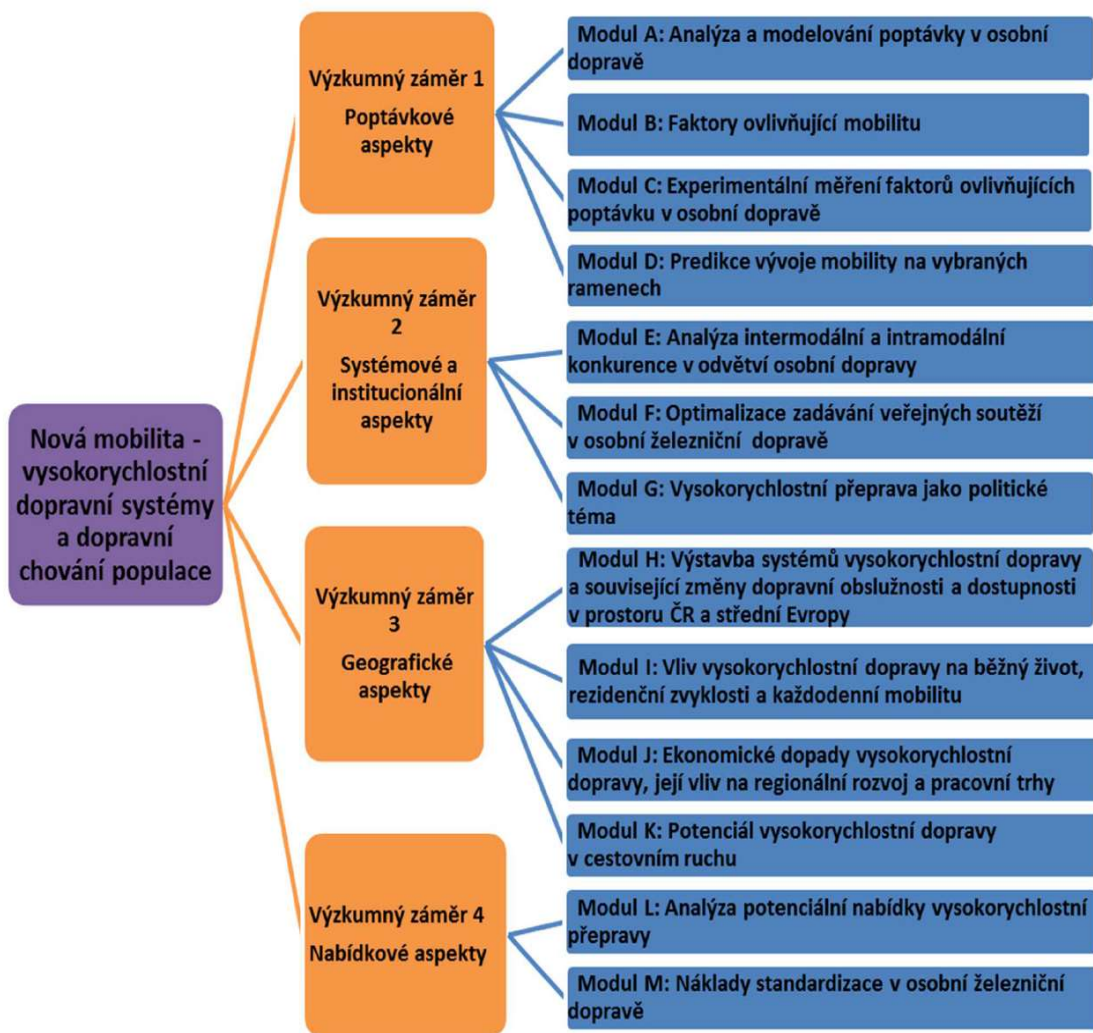 Nová mobilita -
vysokorychlostní
dopravní systémy
a dopravní
chování populace
Výzkumný záměr 1
Poptávkové
aspekty
Modul A: Analýza a modelování poptávky v osobní
dopravě
Modul B: Faktory ovlivňující mobilitu
Modul C: Experimentální měření faktorů ovlivňujících
poptávku v osobní dopravě
Modul D: Predikce vývoje mobility na vybraných
ramenech
Výzkumný záměr
2
Systémové a
institucionální
aspekty
Modul E: Analýza intermodální a intramodální
konkurence v odvětví osobní dopravy
Modul F: Optimalizace zadávání veřejných soutěží
v osobní železniční dopravě
Modul G: Vysokorychlostní přeprava jako politické
téma
Výzkumný záměr
3
Geografické
aspekty
Modul H: Výstavba systémů vysokorychlostní dopravy
a související změny dopravní obslužnosti a dostupnosti
v prostoru ČR a střední Evropy
Modul I: Vliv vysokorychlostní dopravy na běžný život,
rezidenční zvyklosti a každodenní mobilitu
Modul J: Ekonomické dopady vysokorychlostní
dopravy, její vliv na regionální rozvoj a pracovní trhy
Modul K: Potenciál vysokorychlostní dopravy
v cestovním ruchu
Výzkumný záměr 4
Nabídkové aspekty
Modul L: Analýza potenciální nabídky vysokorychlostní
přepravy
Modul M: Náklady standardizace v osobní železniční
dopravě